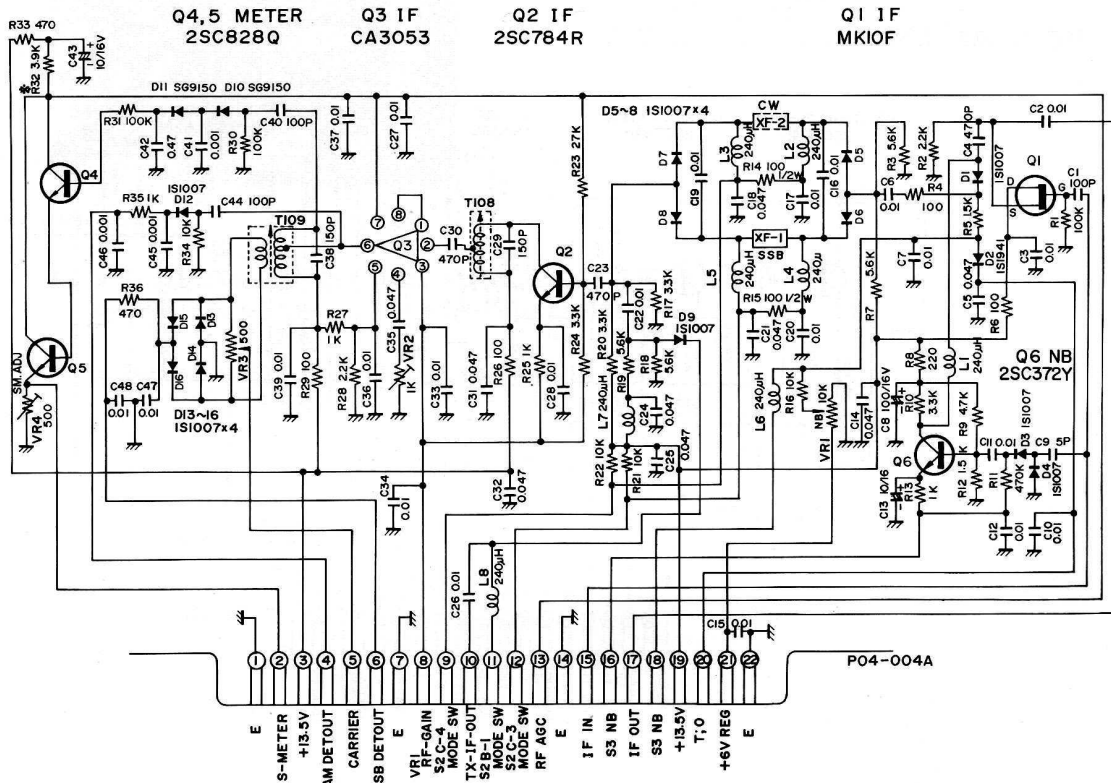 Q4,5 METER
2SC828Q
Q3 IF
CA3053
Q2 IF
2SC784R
Q1 IF
MK10F
R33 470
※R32 3.9K
C43
10/16V
D11 SG9150
D10 SG9150
R31 100K
C42
0.47
C41
0.001
R30
100K
C40 100P
C37 0.01
C27 0.01
R23 27K
D5~8 1S1007×4
CW
XF-2
L3
240μH
L2
240μH
R14 100
1/2W
C19
0.01
C18
0.047
C17
0.01
C16 0.01
D7
D8
D5
D6
XF-1
SSB
R3 5.6K
R2 2.2K
C4 470P
D1
1S1007
C2 0.01
Q1
D
G
S
C1
100P
R1
100K
C6
0.01
R4
100
R5 1.5K
D2
1S1941
C3
0.01
C7
0.01
C5 0.047
R6 100
R7
5.6K
Q4
R35 1K
1S1007
D12
C44 100P
C46 0.001
C45 0.001
R34 10K
T109
C38 150P
8
7
1
6
Q3
2
5
4
3
C30
470P
T108
C29
150P
Q2
C23
470P
R36
470
D15
D13
D14
D16
VR3 1500
D13~16
1S1007×4
C48
0.01
C47
0.01
Q5
SM.ADJ
VR4
500
C39 0.01
R29 100
R27
1K
R28 2.2K
C36 0.01
C35 0.047
VR2
1K
C33 0.01
C31 0.047
R26 100
R25 1K
C28 0.01
R24 3.3K
R20 3.3K
C22 0.01
R17 3.3K
D9
1S1007
R19
5.6K
R18
5.6K
L7 240μH
C24
0.047
C25
0.047
R22 10K
R21 10K
L5
240μH
L4
240μ
R15 100 1/2W
C21
0.047
C20
0.01
L6 240μH
R16 10K
NB1 10K
VR1
C14
0.047
C8 100/16V
R8
220
L1
240μH
R10
3.3K
R9 4.7K
Q6 NB
2SC372Y
Q6
C11 0.01
D3 1S1007
C9 5P
D4
1S1007
C13 10/16
R13
1K
R12 1.5K
R11
470K
C12
0.01
C10
0.01
C34
0.01
C32
0.047
C26 0.01
L8
240μH
C15 0.01
1 2 3 4 5 6 7 8 9 10 11 12 13 14 15 16 17 18 19 20 21 22
P04-004A
E
S-METER
+13.5V
AM DETOUT
CARRIER
SB DETOUT
E
VR1
RF-GAIN
S2 C-4
MODE SW
TX-IF-OUT
S2 B-1
MODE SW
S2 C-3
MODE SW
RF AGC
E
IF IN
S3 NB
IF OUT
S3 NB
+13.5V
T;O
+6V REG
E